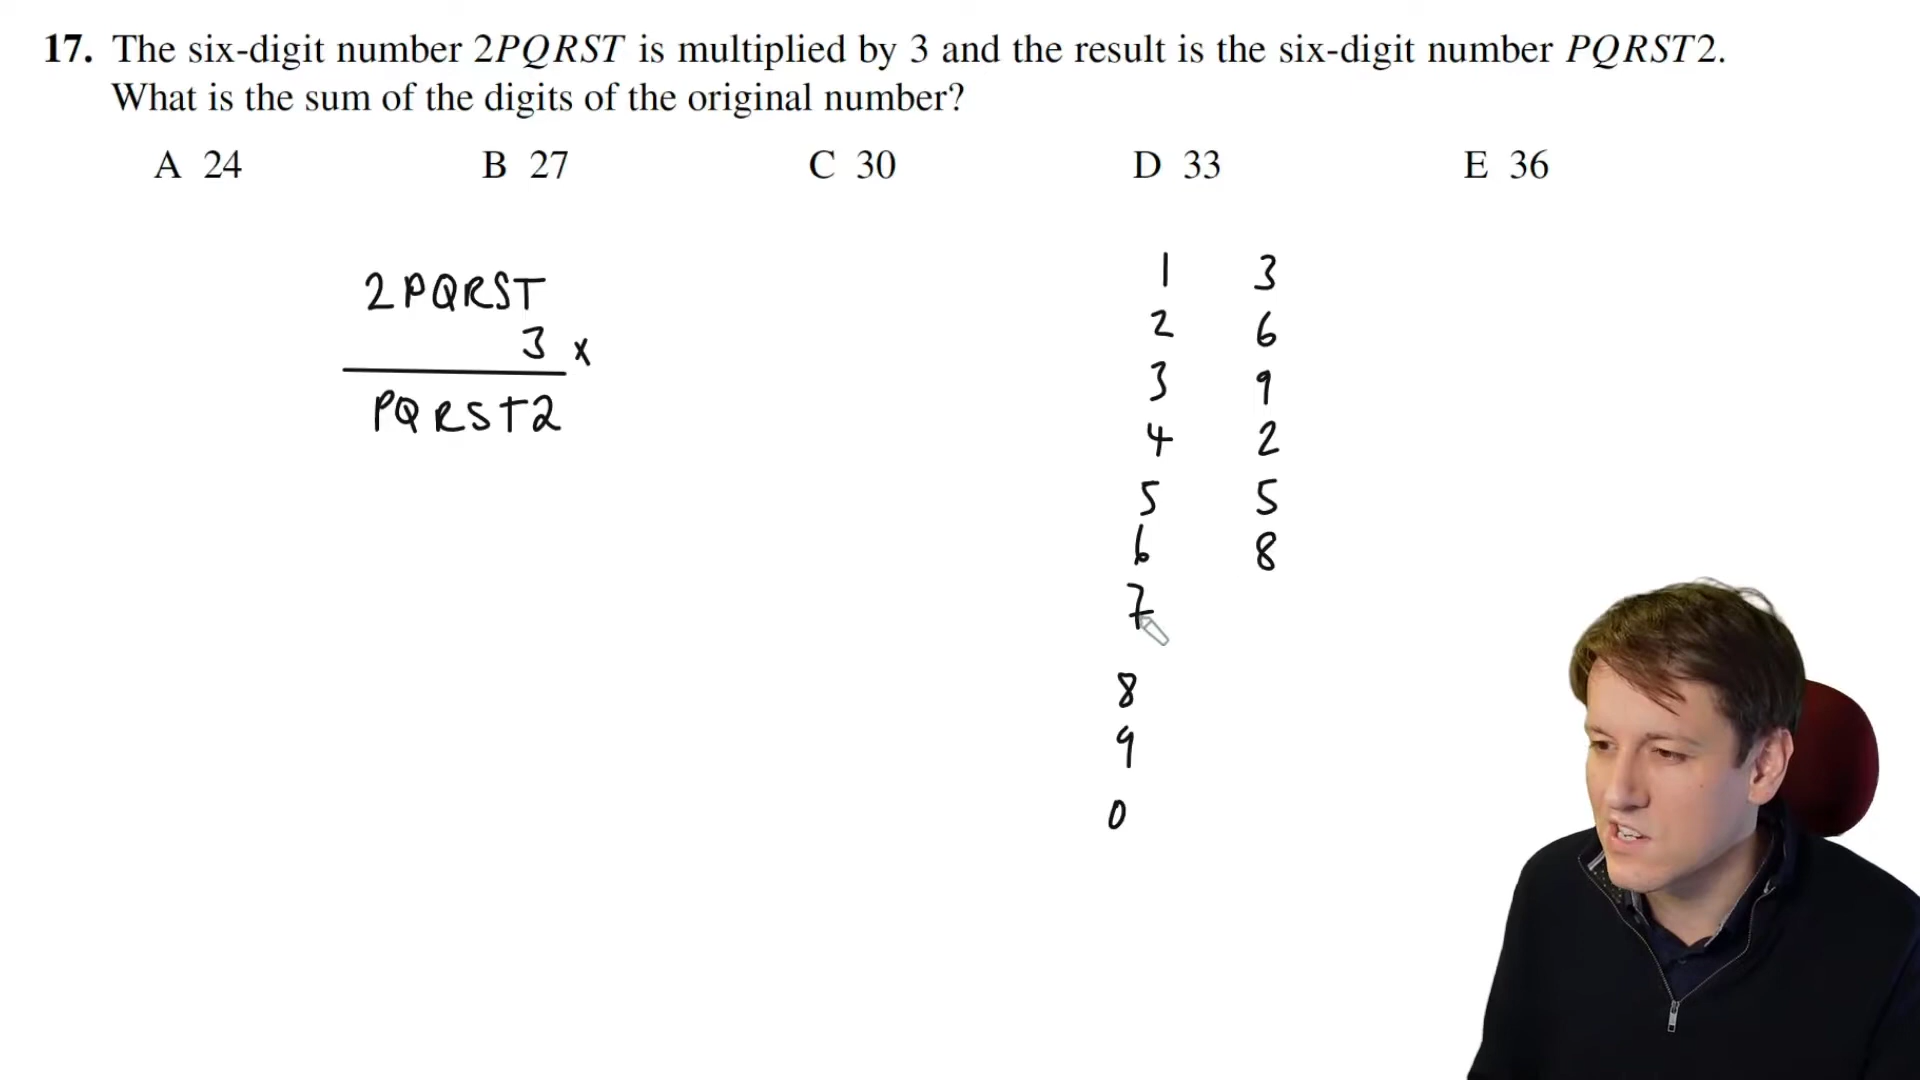 17. The six-digit number 2PQRST is multiplied by 3 and the result is the six-digit number PQRST2.
What is the sum of the digits of the original number?
A 24 B 27 C 30 D 33 E 36
2PQRST
3 ×
PQRST2
1 3
2 6
3 9
4 2
5 5
6 8
7
8
9
0